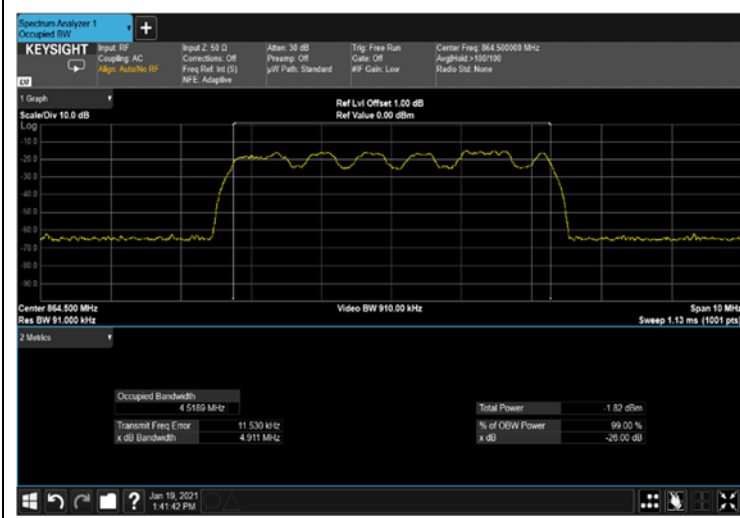 Spectrum Analyzer 1
Occupied BW
+
KEYSIGHT
Input: RF
Coupling: AC
Align: Auto/No RF
Input Z: 50 Ω
Corrections: Off
Freq Ref: Int (S)
NFE: Adaptive
Atten: 30 dB
Preamp: Off
µW Path: Standard
Trig: Free Run
Gate: Off
#IF Gain: Low
Center Freq: 864.500000 MHz
Avg|Hold:>100/100
Radio Std: None
1 Graph
Scale/Div 10.0 dB
Ref Lvl Offset 1.00 dB
Ref Value 0.00 dBm
Log
-10.0
-20.0
-30.0
-40.0
-50.0
-60.0
-70.0
-80.0
-90.0
Center 864.500 MHz
Video BW 910.00 kHz
Span 10 MHz
Res BW 91.000 kHz
Sweep 1.13 ms (1001 pts)
2 Metrics
Occupied Bandwidth
4.5189 MHz
Total Power -1.82 dBm
Transmit Freq Error 11.530 kHz
% of OBW Power 99.00 %
x dB Bandwidth 4.911 MHz
x dB -26.00 dB
?
Jan 19, 2021
1:41:42 PM